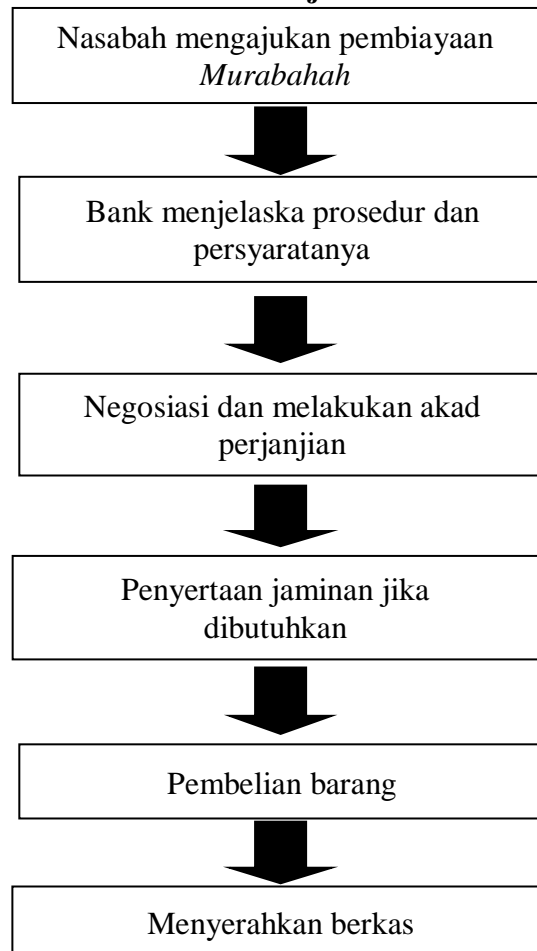 Nasabah mengajukan pembiayaan
Murabahah
Bank menjelaska prosedur dan
persyaratanya
Negosiasi dan melakukan akad
perjanjian
Penyertaan jaminan jika
dibutuhkan
Pembelian barang
Menyerahkan berkas